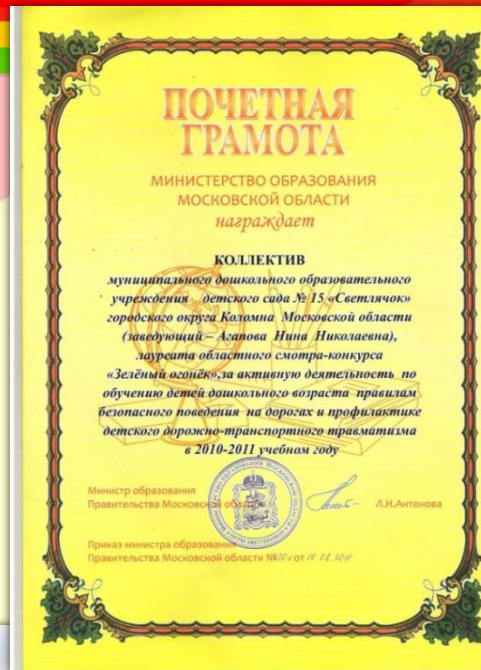 ПОЧЕТНАЯ
ГРАМОТА
МИНИСТЕРСТВО ОБРАЗОВАНИЯ
МОСКОВСКОЙ ОБЛАСТИ
награждает
КОЛЛЕКТИВ
муниципального дошкольного образовательного
учреждения детского сада № 15 «Светлячок»
городского округа Коломна Московской области
(заведующий – Агапова Нина Николаевна),
лауреата областного смотра-конкурса
«Зелёный огонёк», за активную деятельность по
обучению детей дошкольного возраста правилам
безопасного поведения на дорогах и профилактике
детского дорожно-транспортного травматизма
в 2010-2011 учебном году
Министр образования
Правительства Московской области Л.Н.Антонова
Приказ министра образования
Правительства Московской области № от